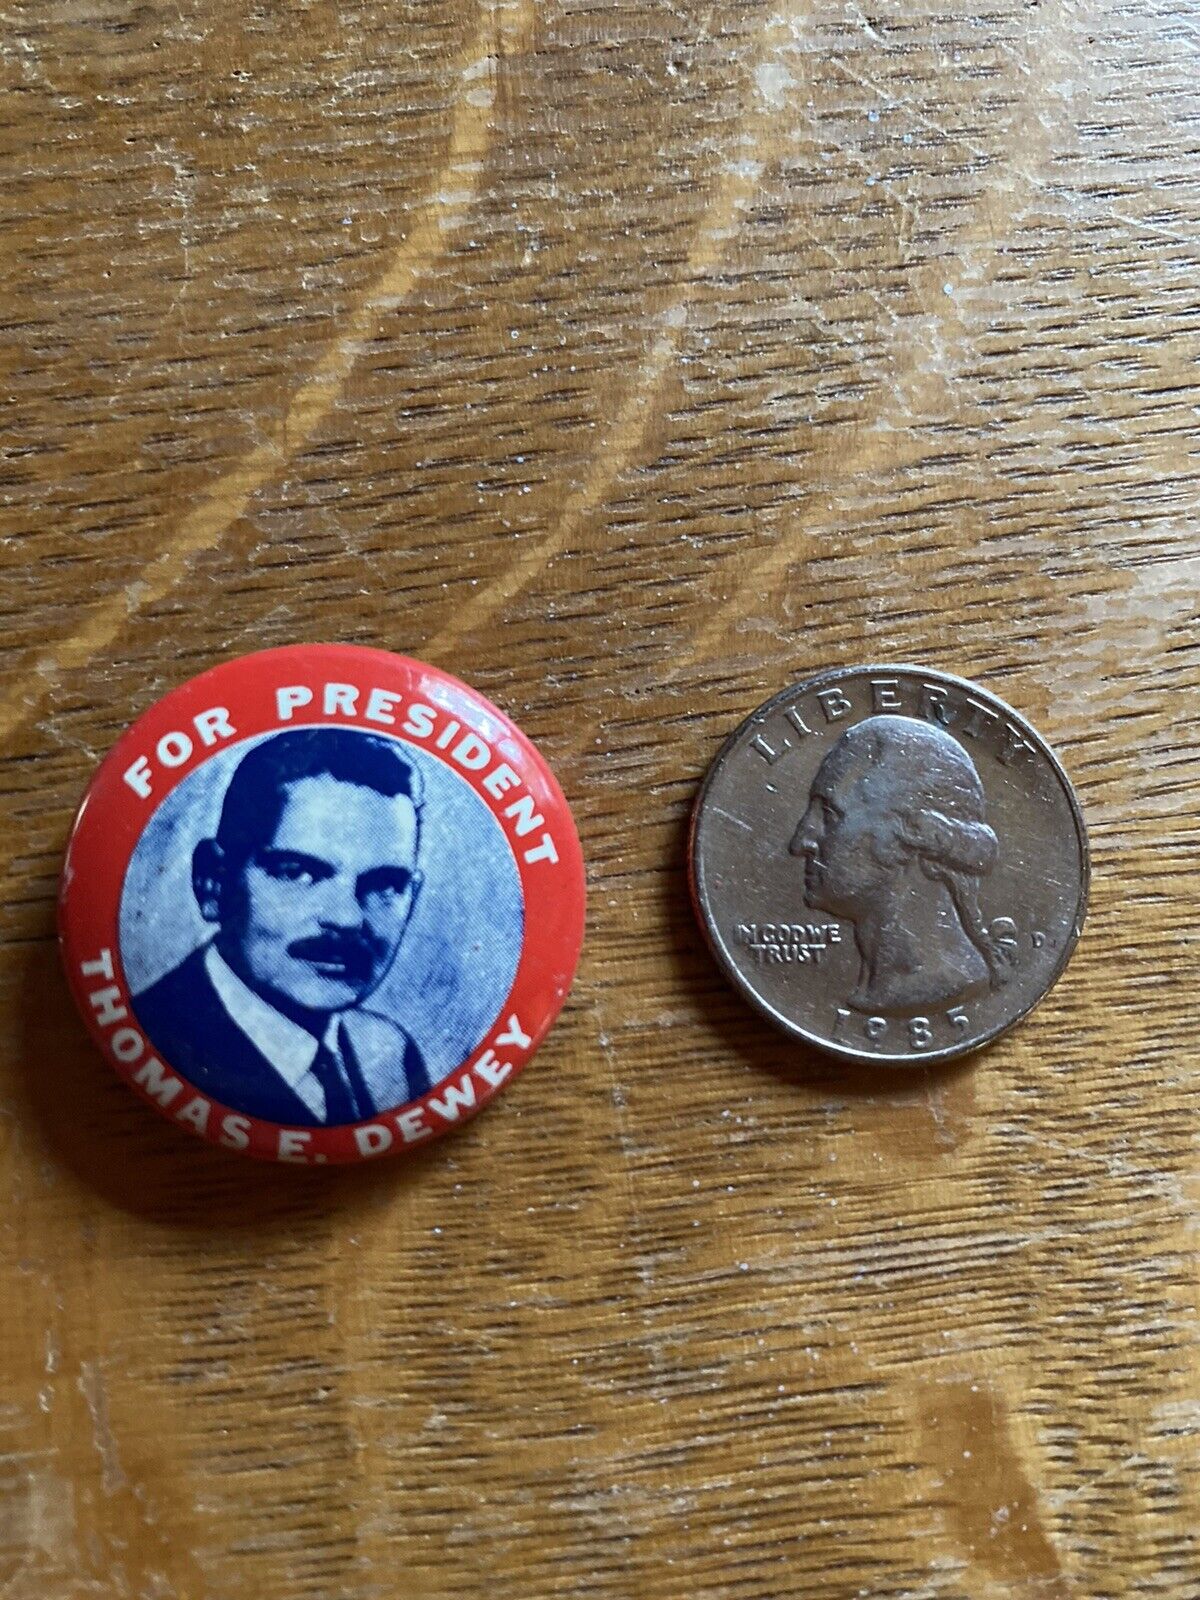 FOR PRESIDENT
THOMAS E. DEWEY
LIBERTY
IN GOD WE
TRUST
D
1985